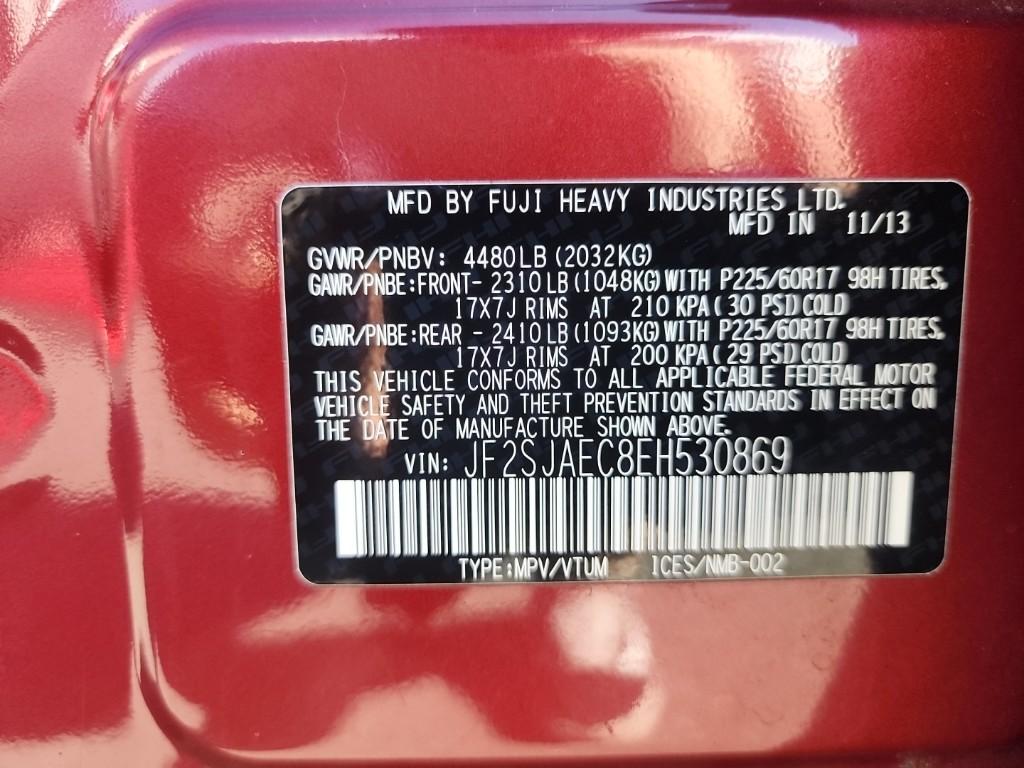 MFD BY FUJI HEAVY INDUSTRIES LTD.
MFD IN 11/13
GVWR/PNBV: 4480LB (2032KG)
GAWR/PNBE:FRONT- 2310LB (1048KG) WITH P225/60R17 98H TIRES,
17X7J RIMS AT 210 KPA ( 30 PSI) COLD
GAWR/PNBE:REAR - 2410LB (1093KG) WITH P225/60R17 98H TIRES,
17X7J RIMS AT 200 KPA ( 29 PSI) COLD
THIS VEHICLE CONFORMS TO ALL APPLICABLE FEDERAL MOTOR
VEHICLE SAFETY AND THEFT PREVENTION STANDARDS IN EFFECT ON
THE DATE OF MANUFACTURE SHOWN ABOVE.
VIN: JF2SJAEC8EH530869
TYPE:MPV/VTUM ICES/NMB-002